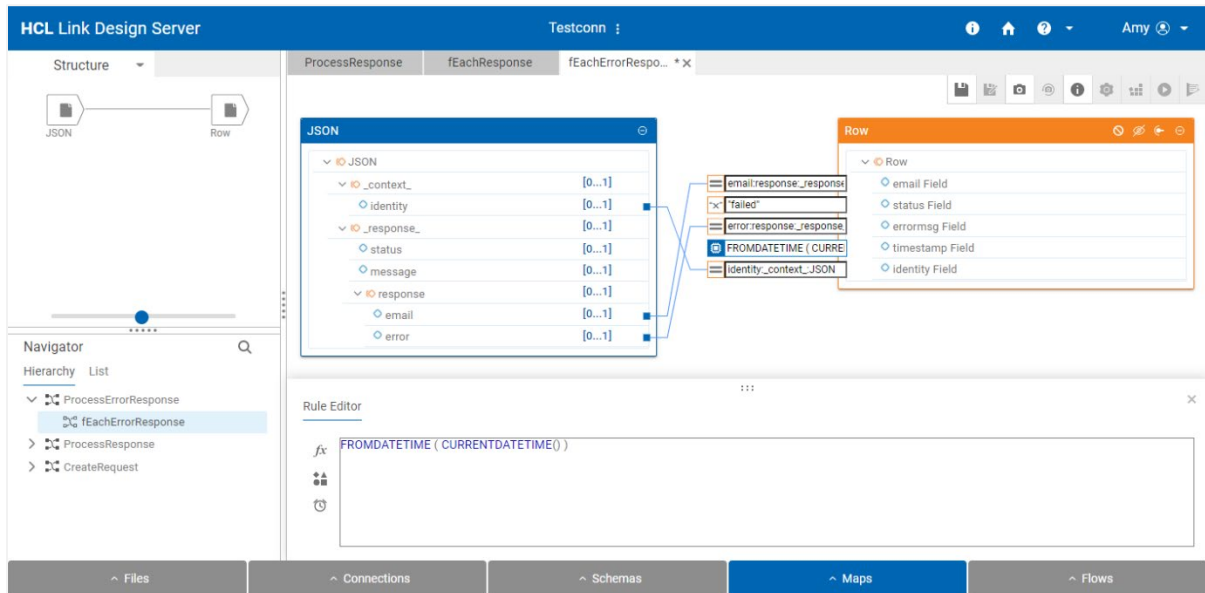 HCL Link Design Server
Testconn
Amy
Structure
ProcessResponse
fEachResponse
fEachErrorRespo... *
JSON
Row
JSON
JSON
_context_ [0...1]
identity [0...1]
_response_ [0...1]
status [0...1]
message [0...1]
response [0...1]
email [0...1]
error [0...1]
email:response:_response
"failed"
error:response:_response_
FROMDATETIME ( CURRE
identity:_context_:JSON
Row
Row
email Field
status Field
errormsg Field
timestamp Field
identity Field
Navigator
Hierarchy List
ProcessErrorResponse
fEachErrorResponse
ProcessResponse
CreateRequest
Rule Editor
fx
FROMDATETIME ( CURRENTDATETIME() )
Files
Connections
Schemas
Maps
Flows